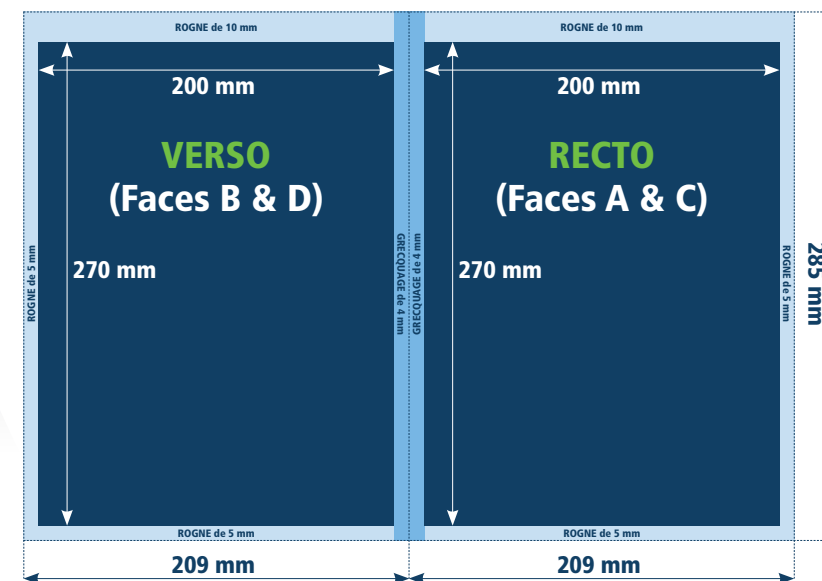 ROGNE de 10 mm
200 mm
VERSO
(Faces B & D)
270 mm
ROGNE de 5 mm
GRECQUAGE de 4 mm
ROGNE de 5 mm
209 mm
ROGNE de 10 mm
200 mm
RECTO
(Faces A & C)
270 mm
GRECQUAGE de 4 mm
ROGNE de 5 mm
ROGNE de 5 mm
209 mm
285 mm